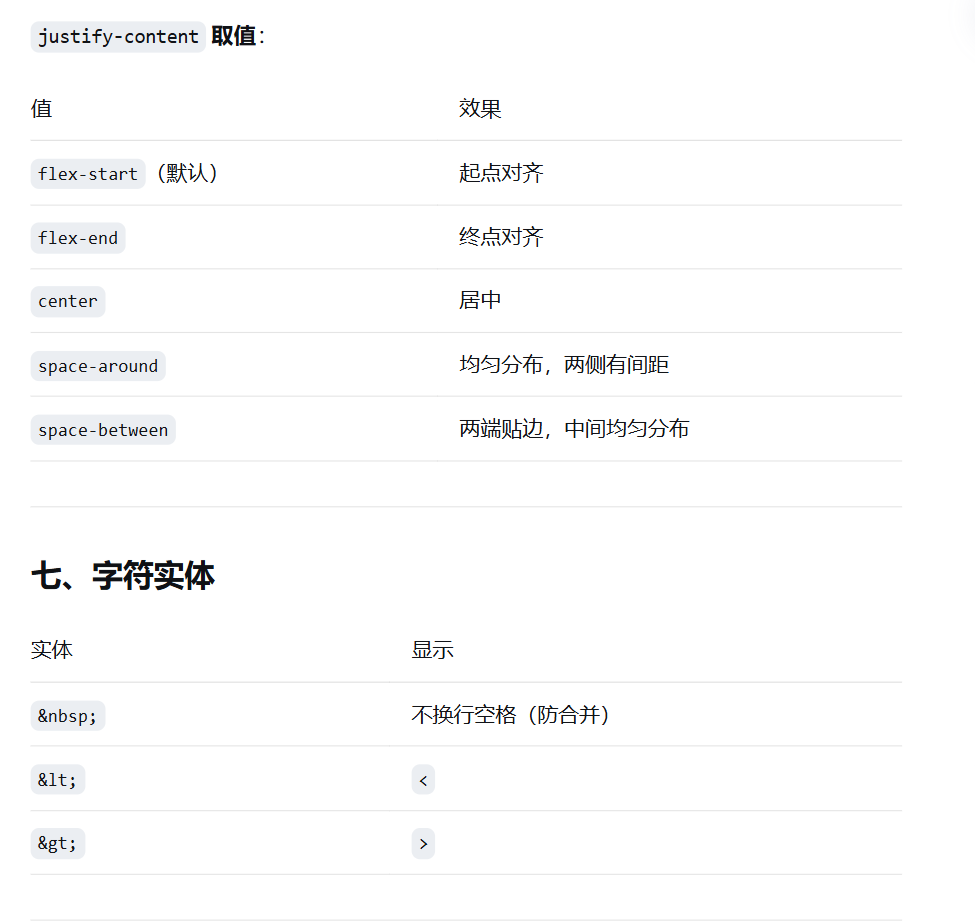 justify-content 取值：
值 效果
flex-start（默认） 起点对齐
flex-end 终点对齐
center 居中
space-around 均匀分布，两侧有间距
space-between 两端贴边，中间均匀分布
七、字符实体
实体 显示
&nbsp; 不换行空格（防合并）
&lt; <
&gt; >